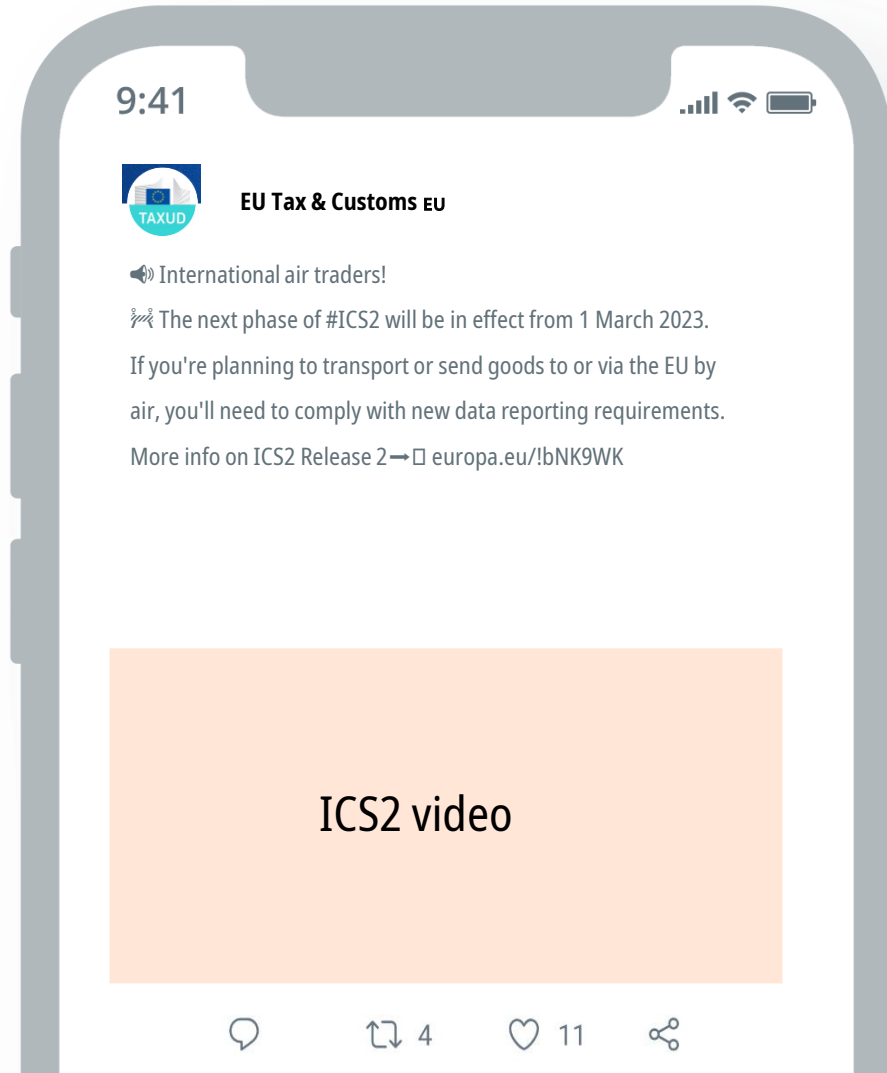 9:41
TAXUD
EU Tax & Customs EU
🔊 International air traders!
🚧 The next phase of #ICS2 will be in effect from 1 March 2023.
If you're planning to transport or send goods to or via the EU by
air, you'll need to comply with new data reporting requirements.
More info on ICS2 Release 2➡️ europa.eu/!bNK9WK
ICS2 video
4 11